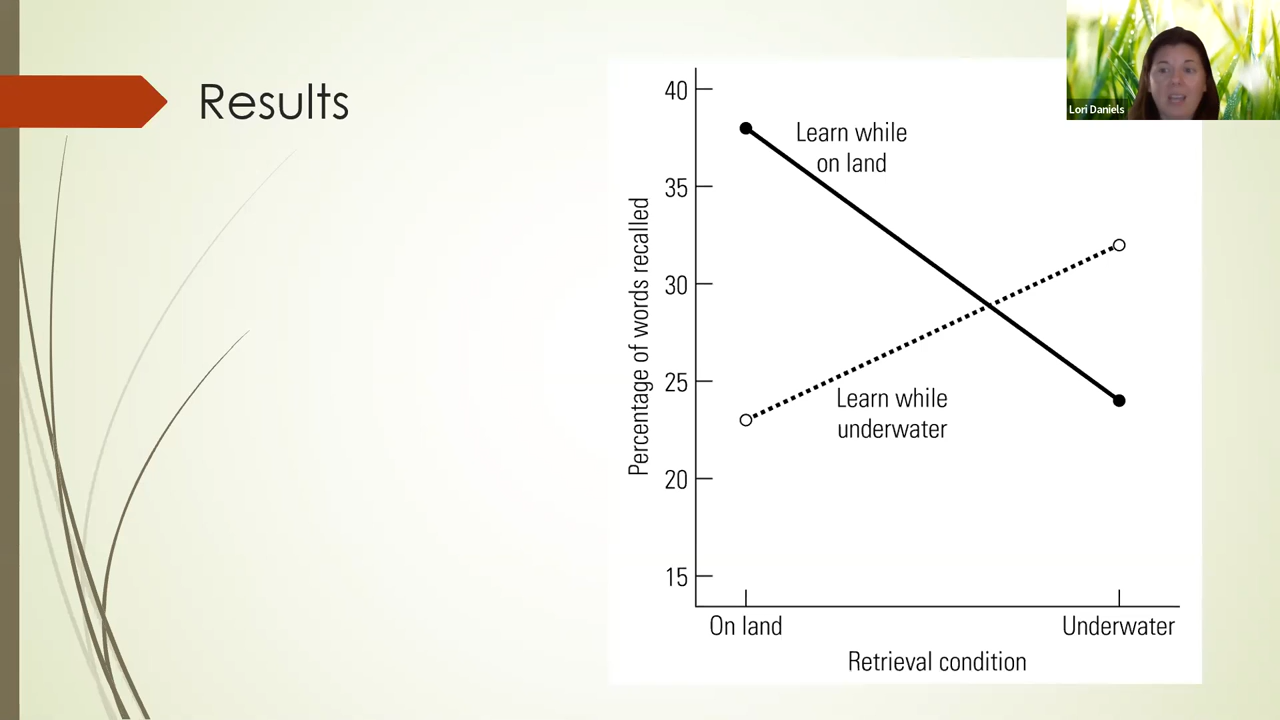 Results
Lori Daniels
40
35
30
25
20
15
Percentage of words recalled
Learn while
on land
Learn while
underwater
On land
Underwater
Retrieval condition